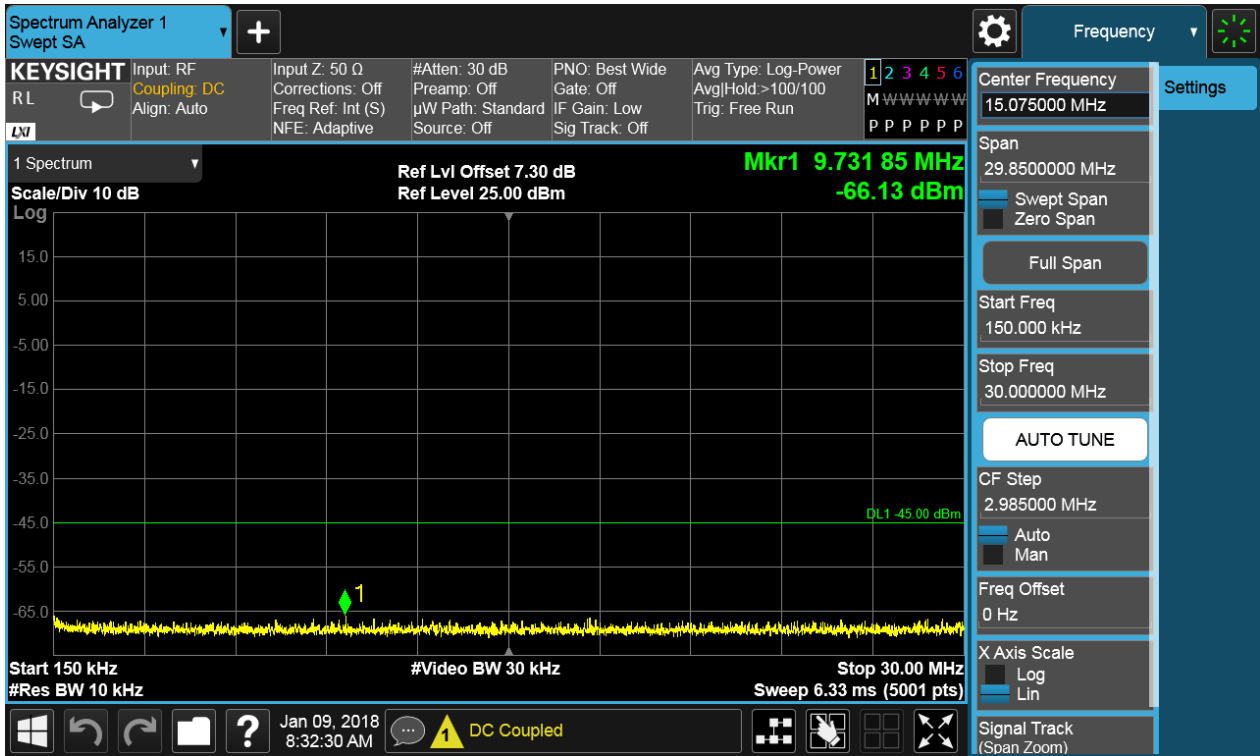 Spectrum Analyzer 1
Swept SA
+
Frequency
KEYSIGHT
RL
LXI
Input: RF
Coupling: DC
Align: Auto
Input Z: 50 Ω
Corrections: Off
Freq Ref: Int (S)
NFE: Adaptive
#Atten: 30 dB
Preamp: Off
µW Path: Standard
Source: Off
PNO: Best Wide
Gate: Off
IF Gain: Low
Sig Track: Off
Avg Type: Log-Power
Avg|Hold:>100/100
Trig: Free Run
1 2 3 4 5 6
M W W W W W
P P P P P P
1 Spectrum
Scale/Div 10 dB
Ref Lvl Offset 7.30 dB
Ref Level 25.00 dBm
Mkr1 9.731 85 MHz
-66.13 dBm
Log
15.0
5.00
-5.00
-15.0
-25.0
-35.0
-45.0
-55.0
-65.0
DL1 -45.00 dBm
1
Start 150 kHz
#Video BW 30 kHz
Stop 30.00 MHz
#Res BW 10 kHz
Sweep 6.33 ms (5001 pts)
Center Frequency
15.075000 MHz
Settings
Span
29.8500000 MHz
Swept Span
Zero Span
Full Span
Start Freq
150.000 kHz
Stop Freq
30.000000 MHz
AUTO TUNE
CF Step
2.985000 MHz
Auto
Man
Freq Offset
0 Hz
X Axis Scale
Log
Lin
Signal Track
(Span Zoom)
?
Jan 09, 2018
8:32:30 AM
1
DC Coupled